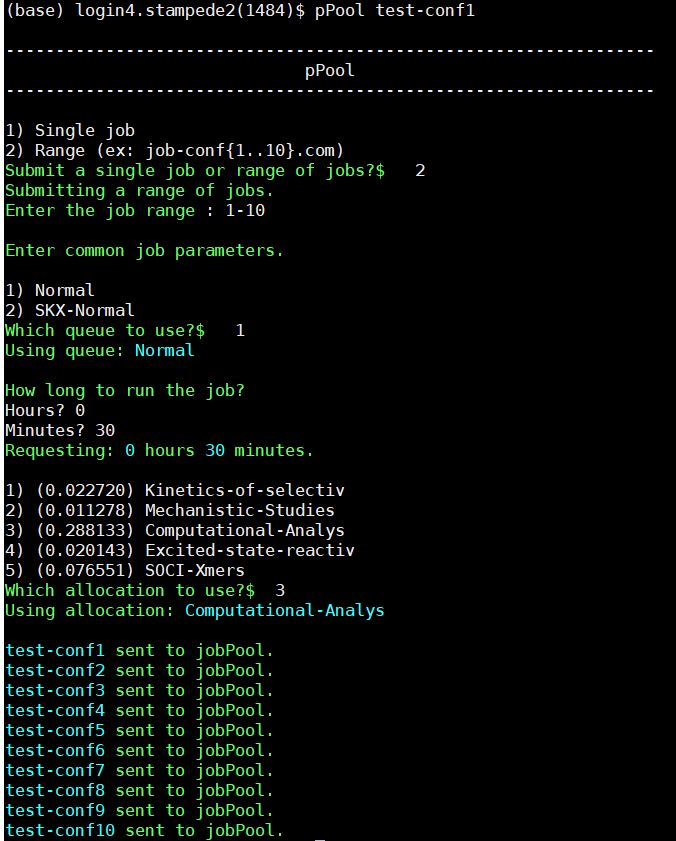 (base) login4.stampede2(1484)$ pPool test-conf1
-----------------------------------------------------------------
pPool
-----------------------------------------------------------------
1) Single job
2) Range (ex: job-conf{1..10}.com)
Submit a single job or range of jobs?$   2
Submitting a range of jobs.
Enter the job range : 1-10
Enter common job parameters.
1) Normal
2) SKX-Normal
Which queue to use?$   1
Using queue: Normal
How long to run the job?
Hours? 0
Minutes? 30
Requesting: 0 hours 30 minutes.
1) (0.022720) Kinetics-of-selectiv
2) (0.011278) Mechanistic-Studies
3) (0.288133) Computational-Analys
4) (0.020143) Excited-state-reactiv
5) (0.076551) SOCI-Xmers
Which allocation to use?$  3
Using allocation: Computational-Analys
test-conf1 sent to jobPool.
test-conf2 sent to jobPool.
test-conf3 sent to jobPool.
test-conf4 sent to jobPool.
test-conf5 sent to jobPool.
test-conf6 sent to jobPool.
test-conf7 sent to jobPool.
test-conf8 sent to jobPool.
test-conf9 sent to jobPool.
test-conf10 sent to jobPool.